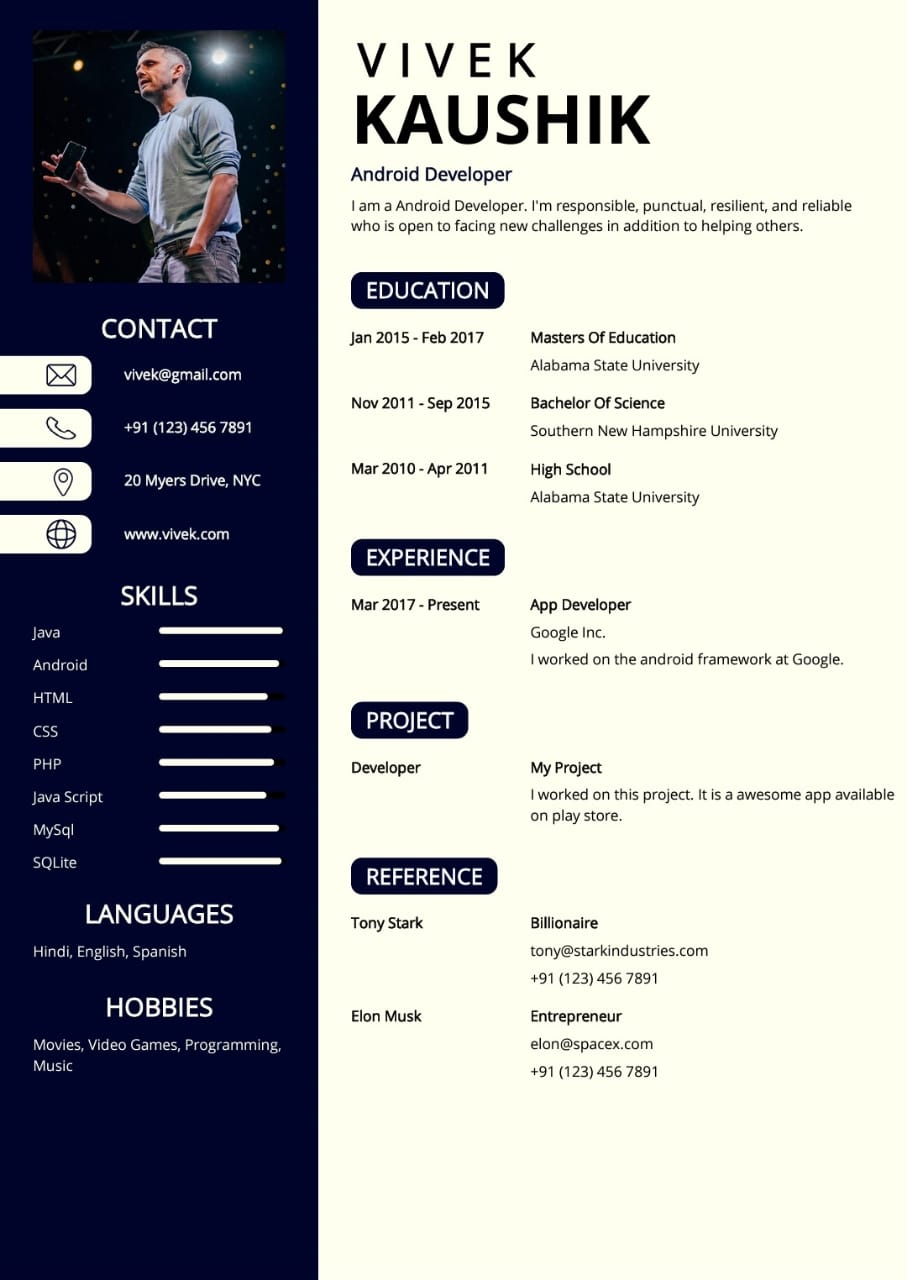 VIVEK
KAUSHIK
Android Developer
I am a Android Developer. I'm responsible, punctual, resilient, and reliable
who is open to facing new challenges in addition to helping others.
CONTACT
vivek@gmail.com
+91 (123) 456 7891
20 Myers Drive, NYC
www.vivek.com
SKILLS
Java
Android
HTML
CSS
PHP
Java Script
MySql
SQLite
LANGUAGES
Hindi, English, Spanish
HOBBIES
Movies, Video Games, Programming,
Music
EDUCATION
Jan 2015 - Feb 2017 Masters Of Education
Alabama State University
Nov 2011 - Sep 2015 Bachelor Of Science
Southern New Hampshire University
Mar 2010 - Apr 2011 High School
Alabama State University
EXPERIENCE
Mar 2017 - Present App Developer
Google Inc.
I worked on the android framework at Google.
PROJECT
Developer My Project
I worked on this project. It is a awesome app available
on play store.
REFERENCE
Tony Stark Billionaire
tony@starkindustries.com
+91 (123) 456 7891
Elon Musk Entrepreneur
elon@spacex.com
+91 (123) 456 7891